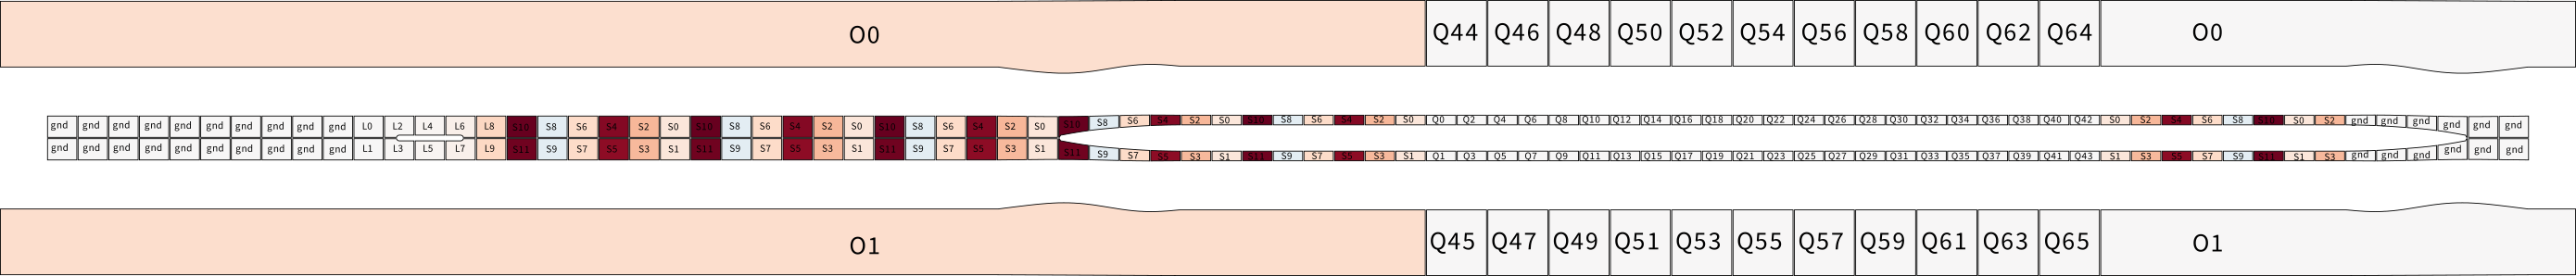 O0 Q44 Q46 Q48 Q50 Q52 Q54 Q56 Q58 Q60 Q62 Q64 O0
gnd gnd gnd gnd gnd gnd gnd gnd gnd gnd L0 L2 L4 L6 L8 S10 S8 S6 S4 S2 S0 S10 S8 S6 S4 S2 S0 S10 S8 S6 S4 S2 S0 S10 S8 S6 S4 S2 S0 S10 S8 S6 S4 S2 S0 Q0 Q2 Q4 Q6 Q8 Q10 Q12 Q14 Q16 Q18 Q20 Q22 Q24 Q26 Q28 Q30 Q32 Q34 Q36 Q38 Q40 Q42 S0 S2 S4 S6 S8 S10 S0 S2 gnd gnd gnd gnd gnd gnd
gnd gnd gnd gnd gnd gnd gnd gnd gnd gnd L1 L3 L5 L7 L9 S11 S9 S7 S5 S3 S1 S11 S9 S7 S5 S3 S1 S11 S9 S7 S5 S3 S1 S11 S9 S7 S5 S3 S1 S11 S9 S7 S5 S3 S1 Q1 Q3 Q5 Q7 Q9 Q11 Q13 Q15 Q17 Q19 Q21 Q23 Q25 Q27 Q29 Q31 Q33 Q35 Q37 Q39 Q41 Q43 S1 S3 S5 S7 S9 S11 S1 S3 gnd gnd gnd gnd gnd gnd
O1 Q45 Q47 Q49 Q51 Q53 Q55 Q57 Q59 Q61 Q63 Q65 O1